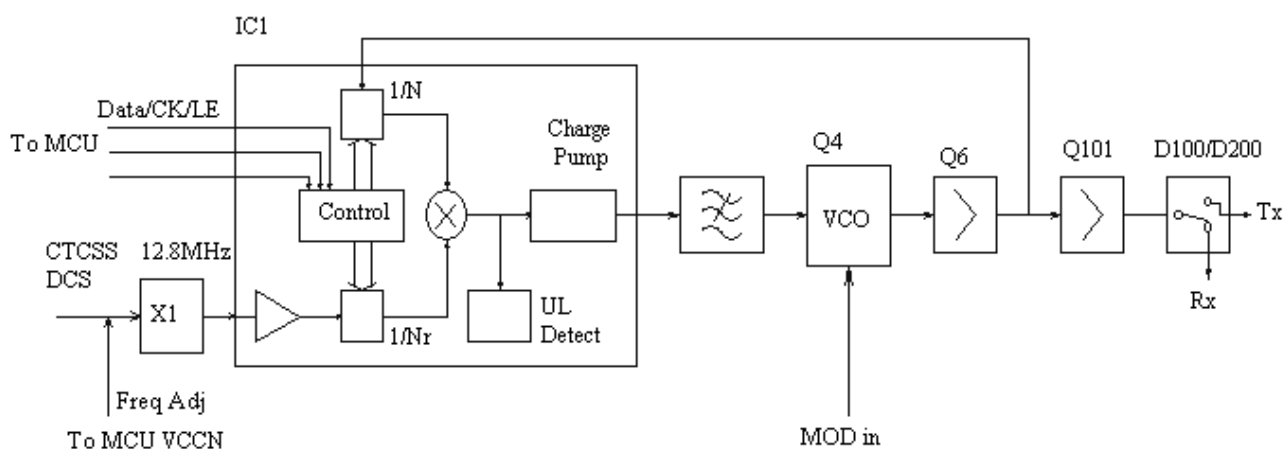 IC1
1/N
Data/CK/LE
To MCU
Charge
Pump
Q4
Q6
Q101
D100/D200
Control
VCO
Tx
CTCSS
DCS
12.8MHz
X1
1/Nr
UL
Detect
Rx
Freq Adj
To MCU VCCN
MOD in